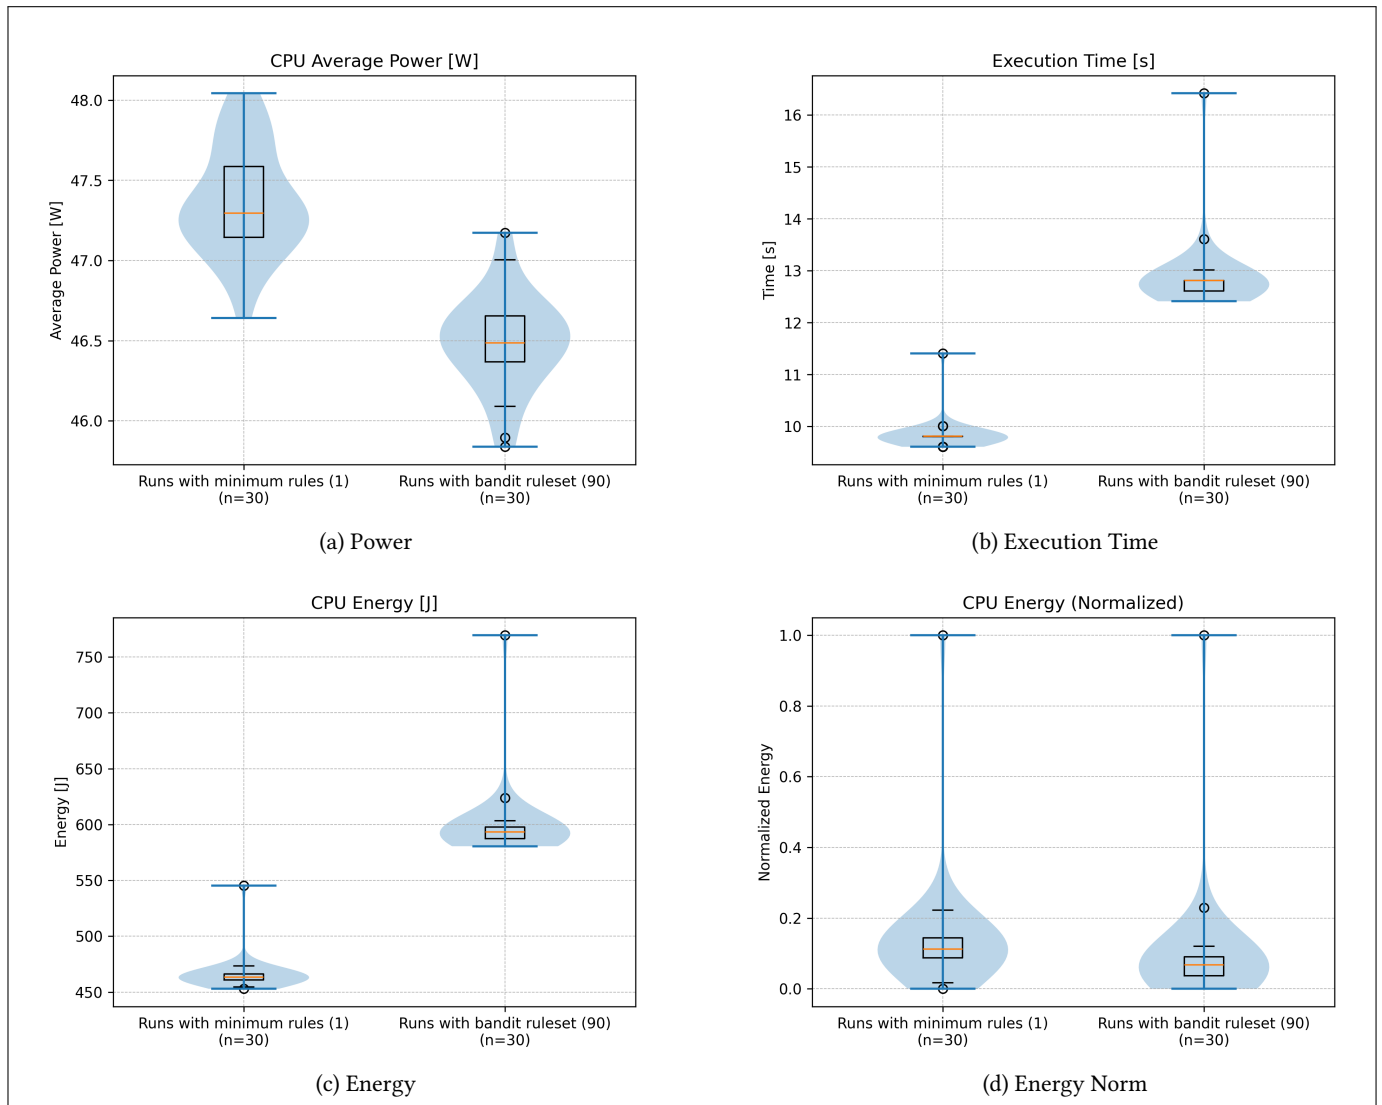 CPU Average Power [W]
48.0
47.5
47.0
46.5
46.0
Average Power [W]
Runs with minimum rules (1)
(n=30)
Runs with bandit ruleset (90)
(n=30)
(a) Power
Execution Time [s]
16
15
14
13
12
11
10
Time [s]
Runs with minimum rules (1)
(n=30)
Runs with bandit ruleset (90)
(n=30)
(b) Execution Time
CPU Energy [J]
750
700
650
600
550
500
450
Energy [J]
Runs with minimum rules (1)
(n=30)
Runs with bandit ruleset (90)
(n=30)
(c) Energy
CPU Energy (Normalized)
1.0
0.8
0.6
0.4
0.2
0.0
Normalized Energy
Runs with minimum rules (1)
(n=30)
Runs with bandit ruleset (90)
(n=30)
(d) Energy Norm